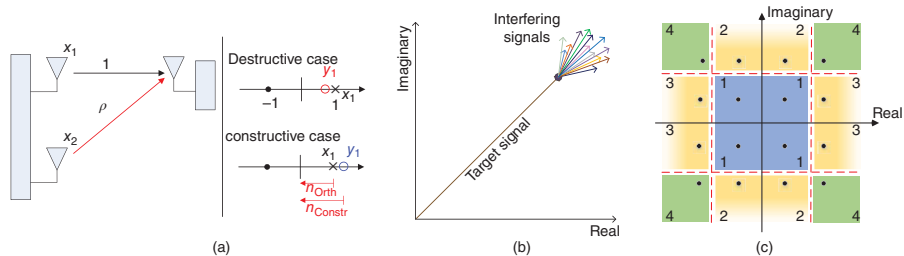 x1
1
ρ
x2
Destructive case
y1
−1
1
x1
constructive case
x1
y1
nOrth
nConstr
(a)
Imaginary
Interfering
signals
Target signal
Real
(b)
Imaginary
4 2 2 4
3 1 1 3
Real
3 3
1 1
4 2 2 4
(c)